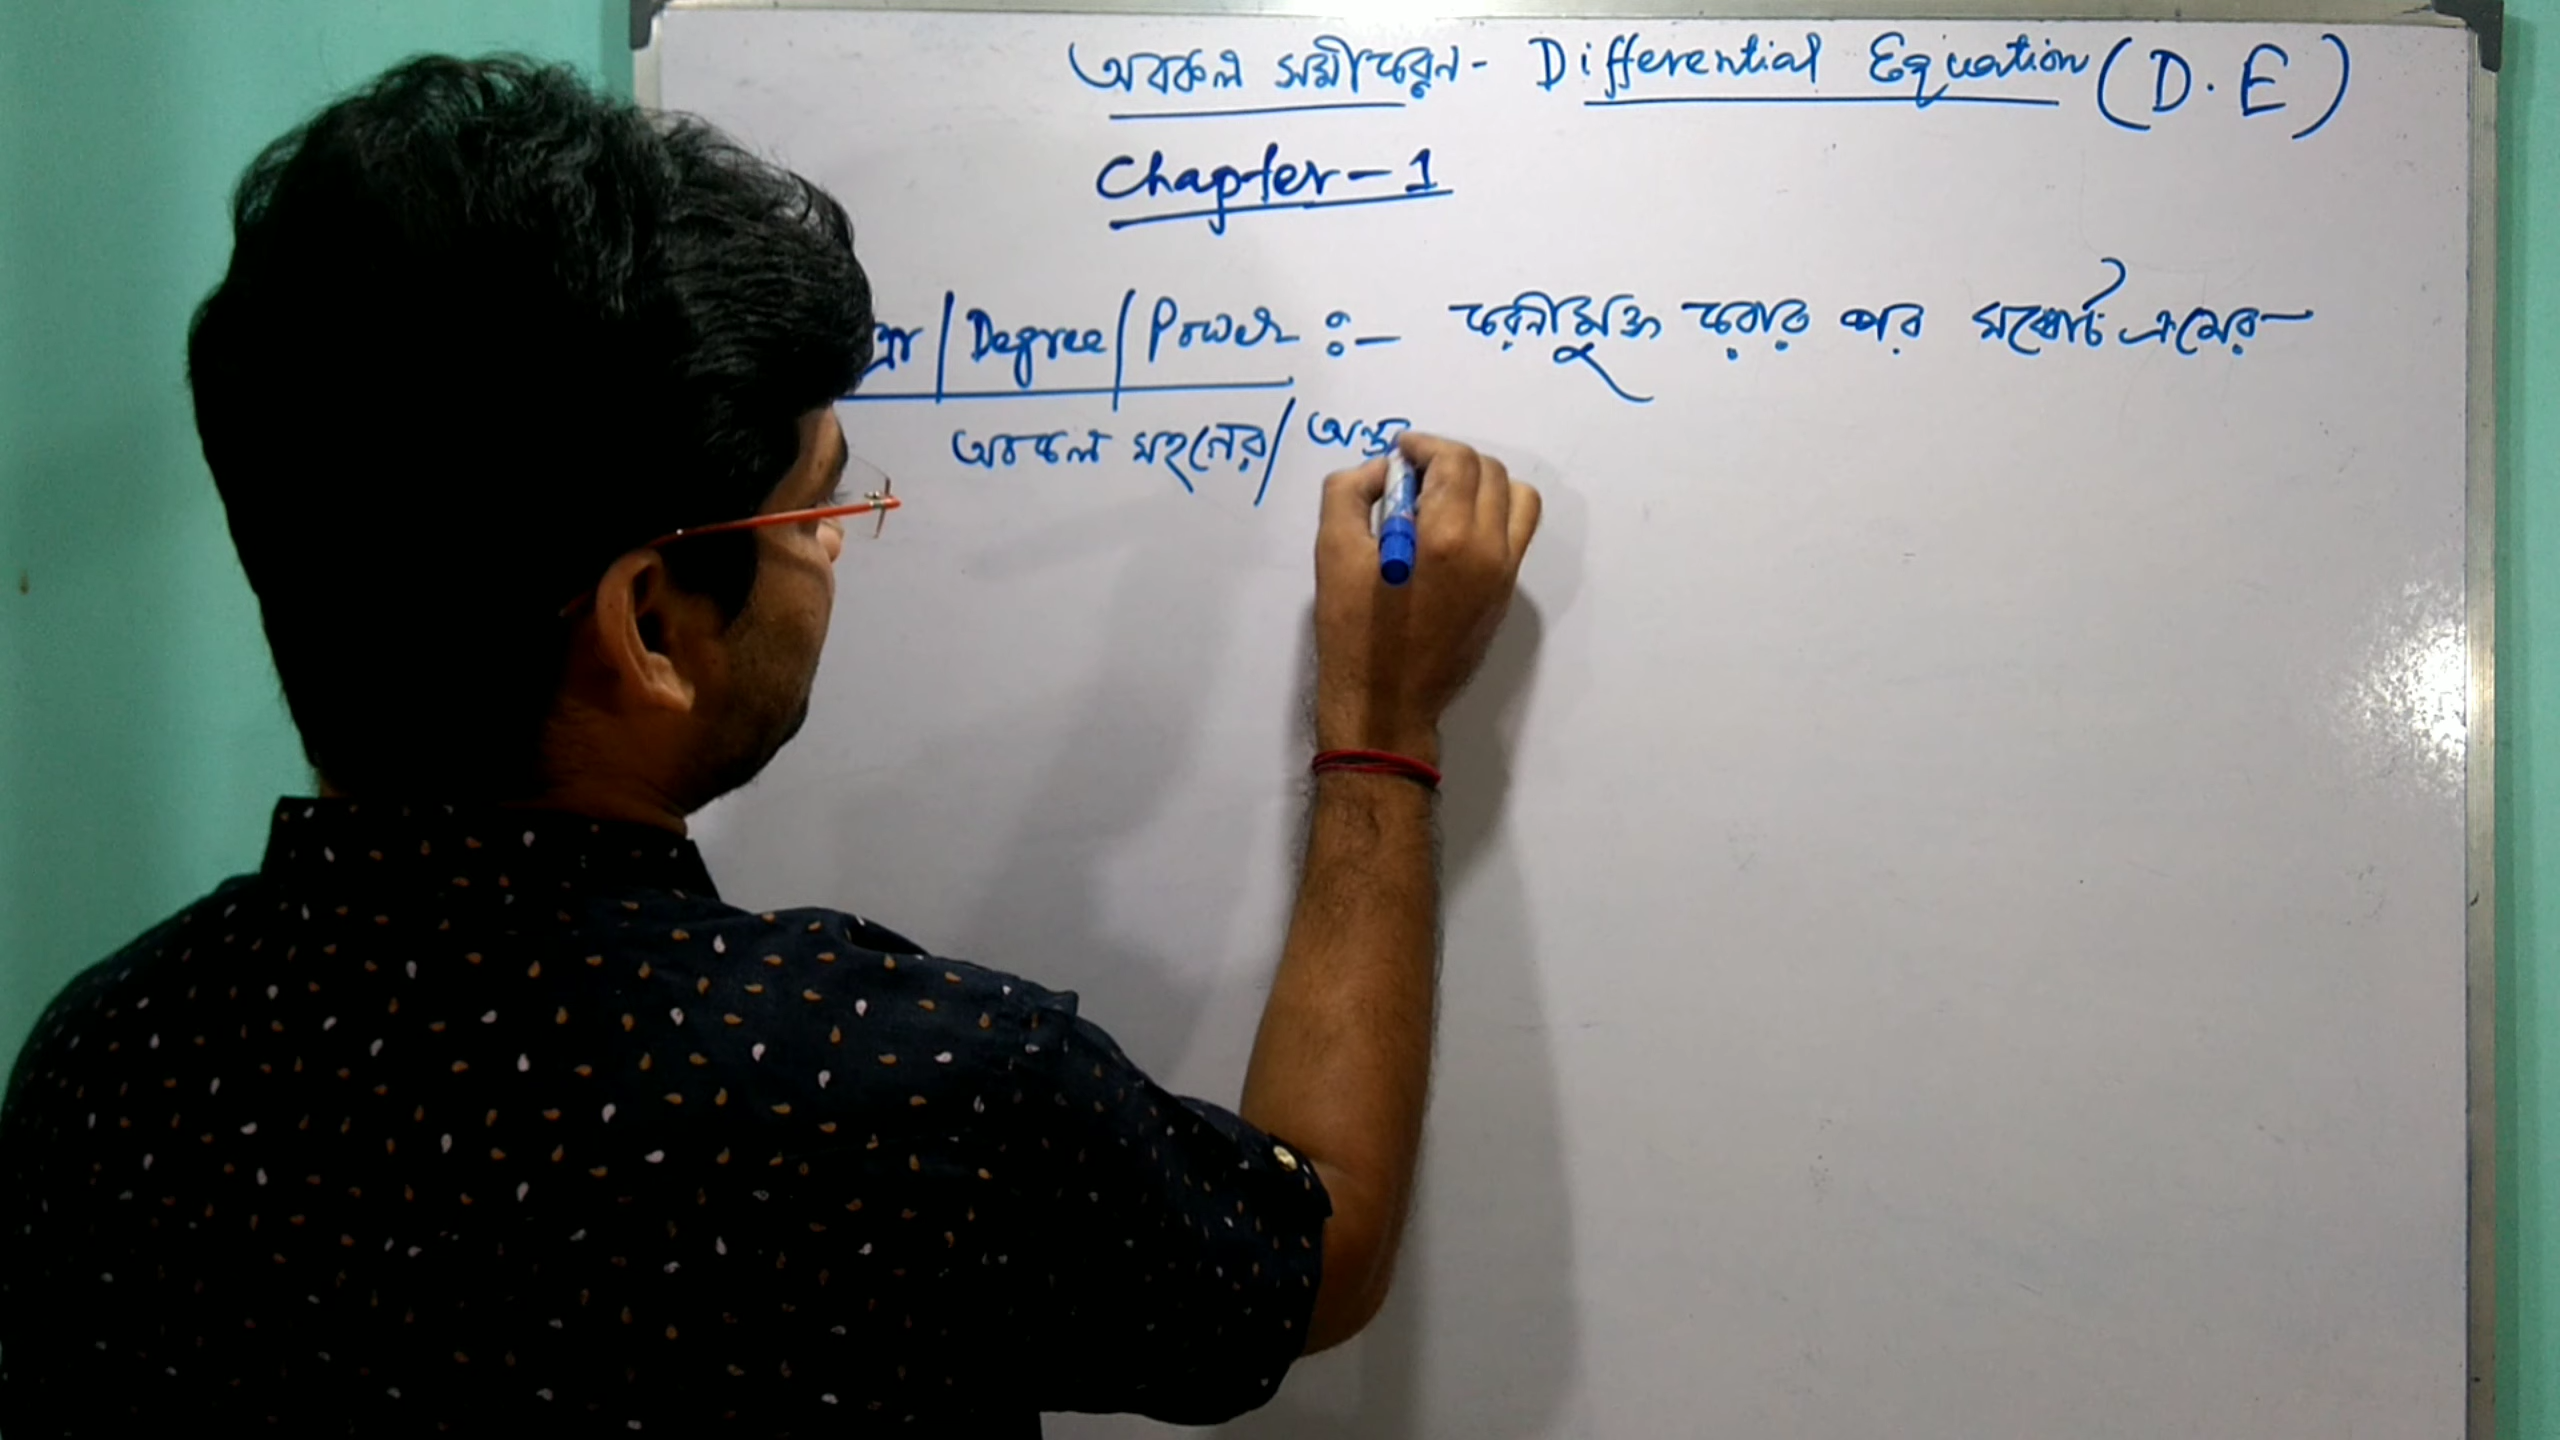 অবকল সমীকরণ - Differential Equation (D.E)
Chapter-1
/ Degree / Power :- করনীমুক্ত করার পর সর্বোচ্চ ক্রমের
অবকল সহগের /